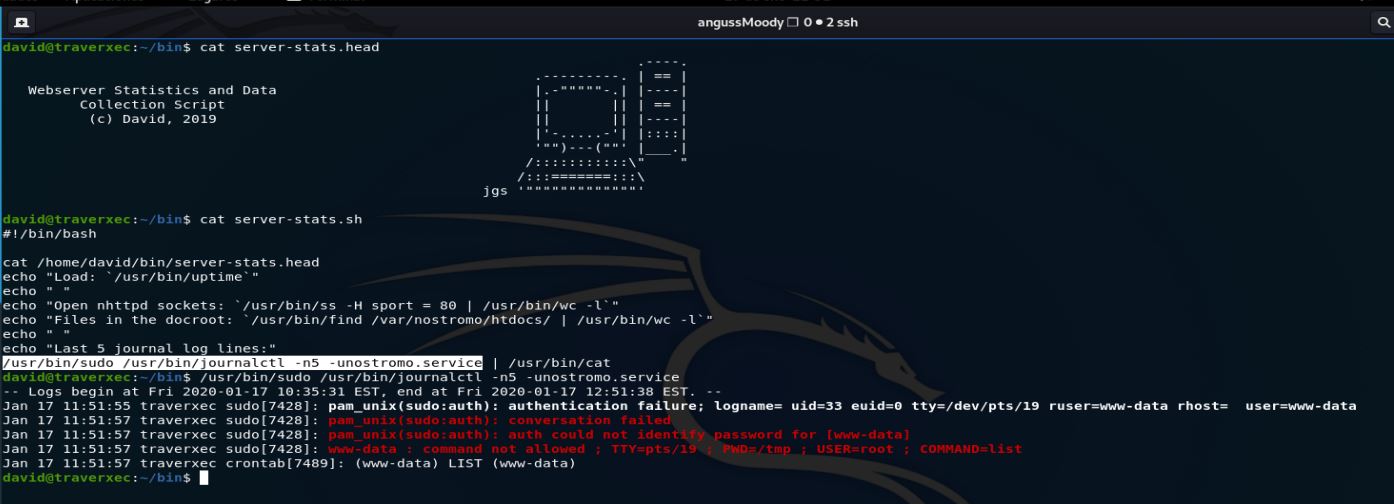 angussMoody ❐ 0 ● 2 ssh
david@traverxec:~/bin$ cat server-stats.head
                                                                          .----.
                                                              .---------. | == |
   Webserver Statistics and Data                              |.-"""""-.| |----|
         Collection Script                                    ||       || | == |
          (c) David, 2019                                     ||       || |----|
                                                              |'-.....-'| |::::|
                                                              '"")---(""' |___.|
                                                             /:::::::::::\"    "
                                                            /:::=======:::\
                                                        jgs '"""""""""""""'
david@traverxec:~/bin$ cat server-stats.sh
#!/bin/bash
cat /home/david/bin/server-stats.head
echo "Load: `/usr/bin/uptime`"
echo " "
echo "Open nhttpd sockets: `/usr/bin/ss -H sport = 80 | /usr/bin/wc -l`"
echo "Files in the docroot: `/usr/bin/find /var/nostromo/htdocs/ | /usr/bin/wc -l`"
echo " "
echo "Last 5 journal log lines:"
/usr/bin/sudo /usr/bin/journalctl -n5 -unostromo.service | /usr/bin/cat
david@traverxec:~/bin$ /usr/bin/sudo /usr/bin/journalctl -n5 -unostromo.service
-- Logs begin at Fri 2020-01-17 10:35:31 EST, end at Fri 2020-01-17 12:51:38 EST. --
Jan 17 11:51:55 traverxec sudo[7428]: pam_unix(sudo:auth): authentication failure; logname= uid=33 euid=0 tty=/dev/pts/19 ruser=www-data rhost=  user=www-data
Jan 17 11:51:57 traverxec sudo[7428]: pam_unix(sudo:auth): conversation failed
Jan 17 11:51:57 traverxec sudo[7428]: pam_unix(sudo:auth): auth could not identify password for [www-data]
Jan 17 11:51:57 traverxec sudo[7428]: www-data : command not allowed ; TTY=pts/19 ; PWD=/tmp ; USER=root ; COMMAND=list
Jan 17 11:51:57 traverxec crontab[7489]: (www-data) LIST (www-data)
david@traverxec:~/bin$